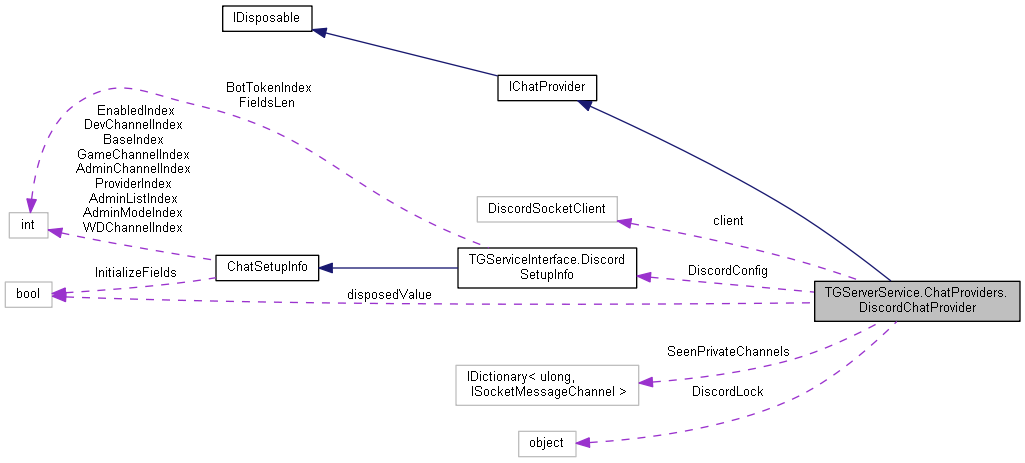 IDisposable
IChatProvider
BotTokenIndex
FieldsLen
EnabledIndex
DevChannelIndex
BaseIndex
GameChannelIndex
AdminChannelIndex
ProviderIndex
AdminListIndex
AdminModeIndex
WDChannelIndex
int
DiscordSocketClient
client
ChatSetupInfo
TGServiceInterface.Discord
SetupInfo
DiscordConfig
InitializeFields
bool
disposedValue
TGServerService.ChatProviders.
DiscordChatProvider
SeenPrivateChannels
IDictionary< ulong,
ISocketMessageChannel >
DiscordLock
object